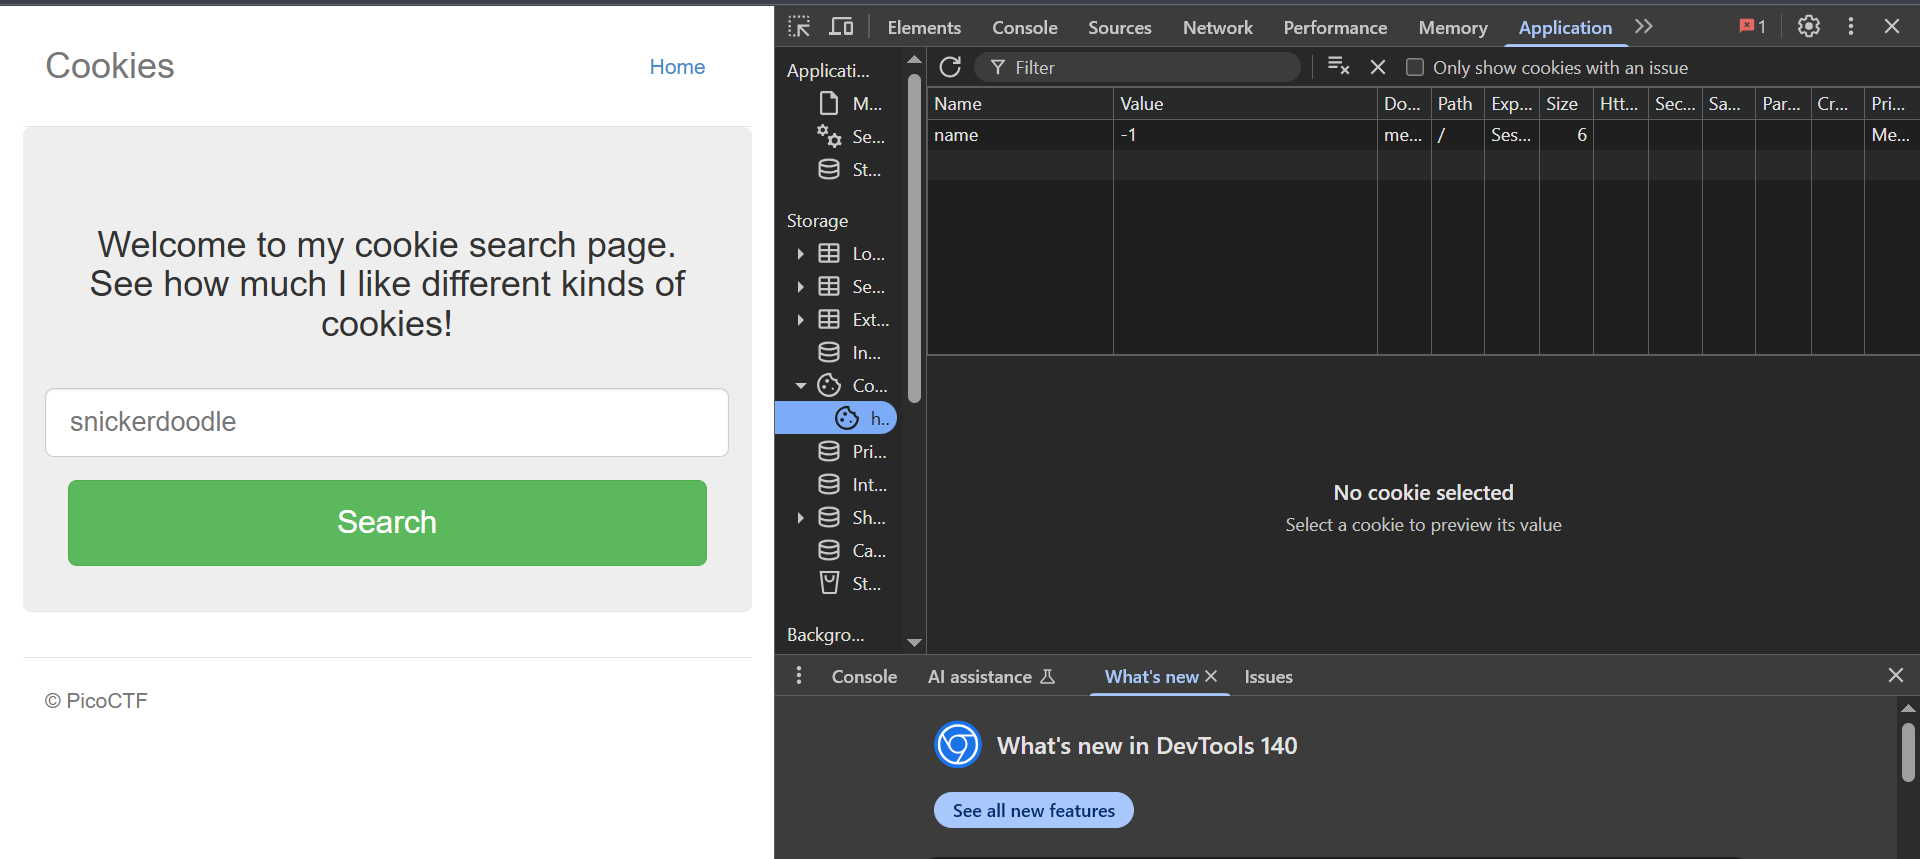 Cookies
Home
Welcome to my cookie search page.
See how much I like different kinds of
cookies!
snickerdoodle
Search
© PicoCTF
Elements Console Sources Network Performance Memory Application 1
Applicati...
M...
Se...
St...
Storage
Lo...
Se...
Ext...
In...
Co...
h..
Pri...
Int...
Sh...
Ca...
St...
Backgro...
Filter
Only show cookies with an issue
Name Value Do... Path Exp... Size Htt... Sec... Sa... Par... Cr... Pri...
name -1 me... / Ses... 6 Me...
No cookie selected
Select a cookie to preview its value
Console AI assistance What's new Issues
What's new in DevTools 140
See all new features